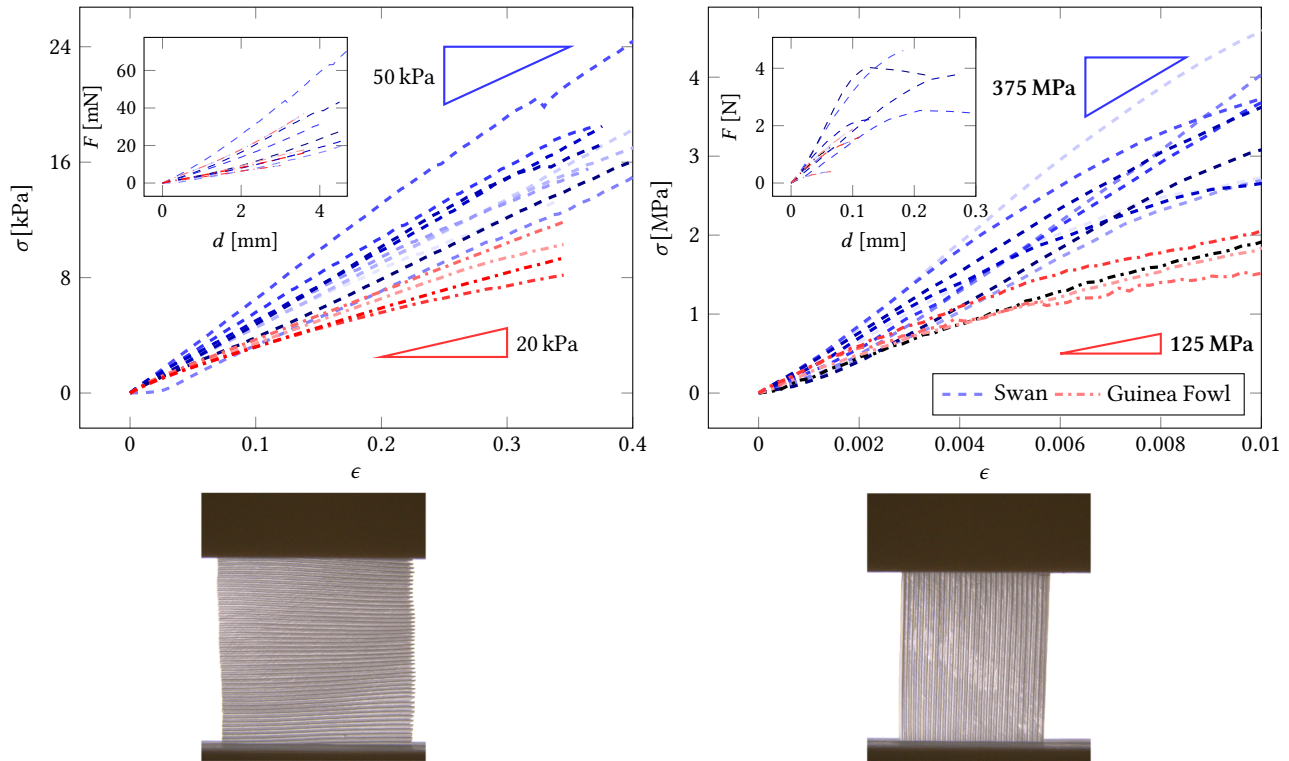 24
16
8
0
σ [kPa]
0
0.1
0.2
0.3
0.4
ϵ
60
40
20
0
F [mN]
0
2
4
d [mm]
50 kPa
20 kPa
4
3
2
1
0
σ [MPa]
0
0.002
0.004
0.006
0.008
0.01
ϵ
4
2
0
F [N]
0
0.1
0.2
0.3
d [mm]
375 MPa
125 MPa
Swan
Guinea Fowl